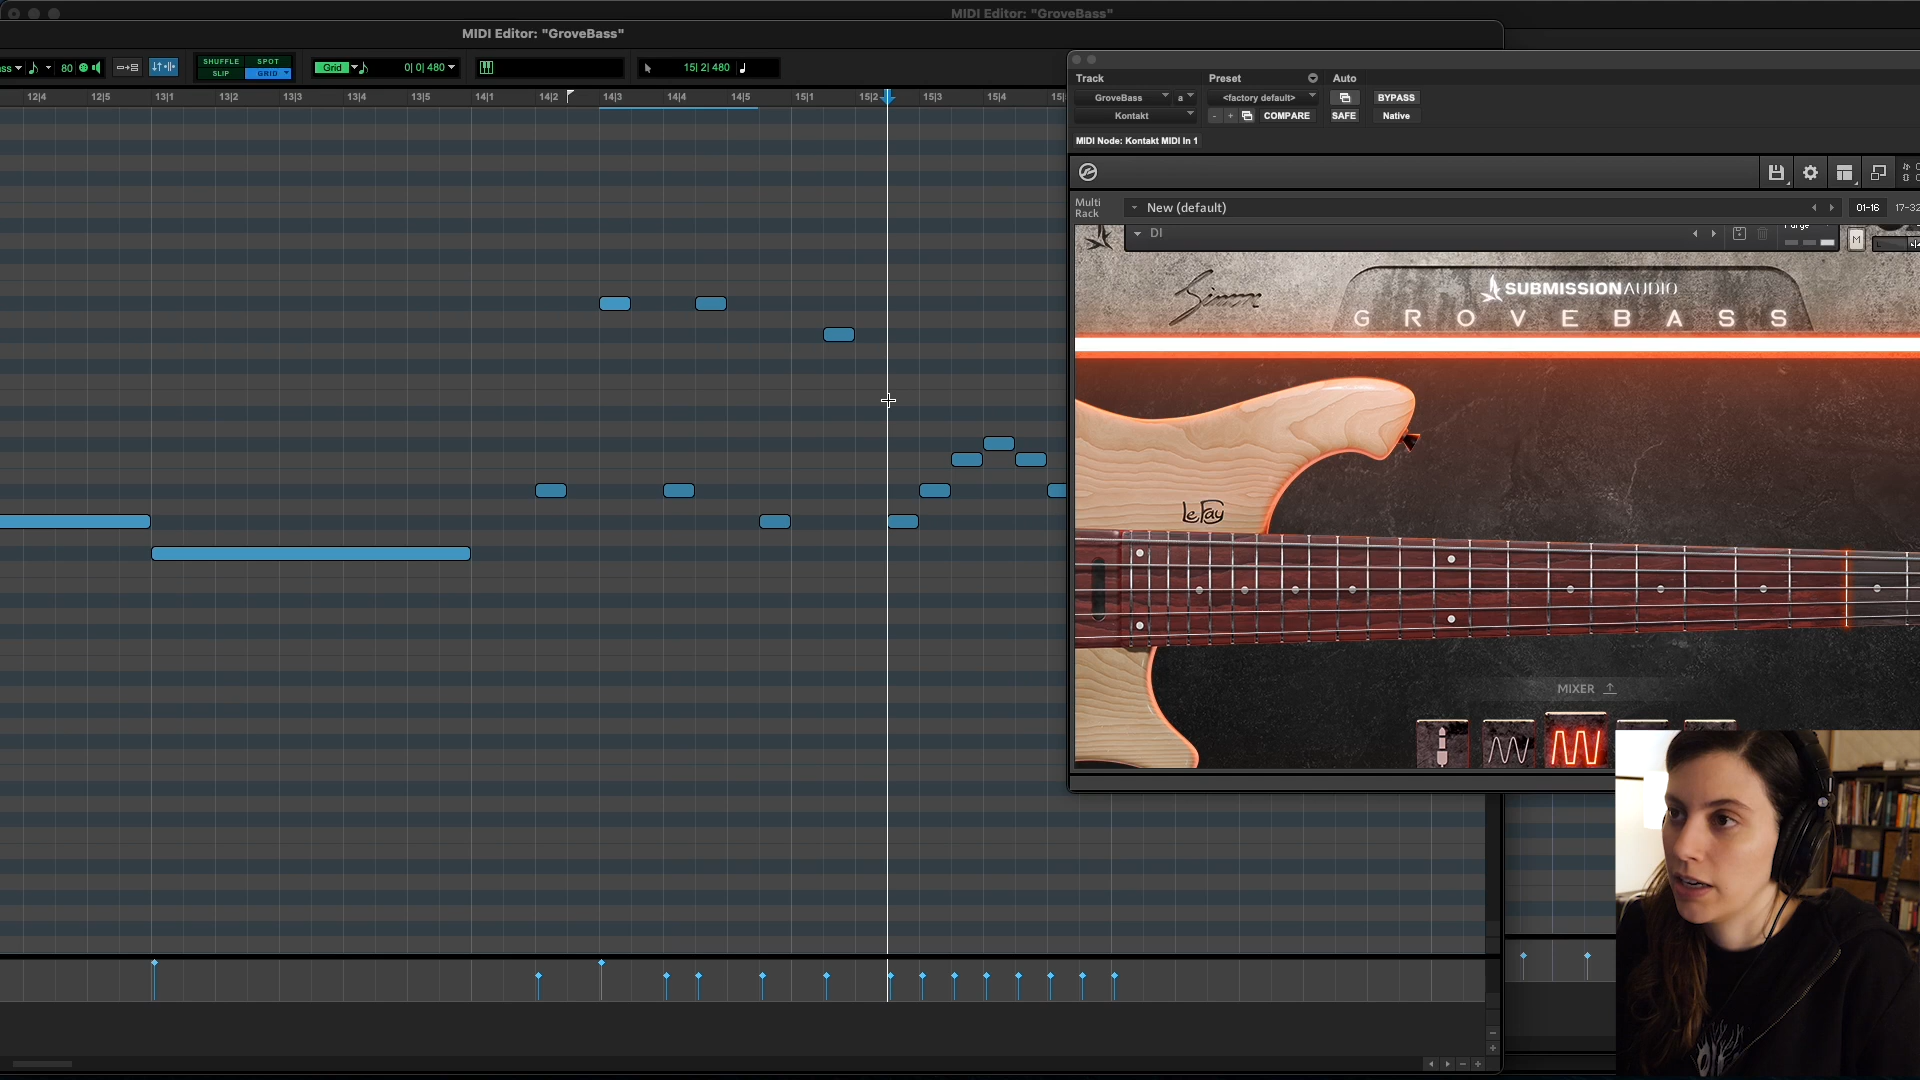 MIDI Editor: "GroveBass"
MIDI Editor: "GroveBass"
ass 80
SHUFFLE SPOT
SLIP GRID
Grid 0| 0| 480
15| 2| 480
12|4 12|5 13|1 13|2 13|3 13|4 13|5 14|1 14|2 14|3 14|4 14|5 15|1 15|2 15|3 15|4
Track Preset Auto
GroveBass a <factory default> BYPASS
Kontakt - + COMPARE SAFE Native
MIDI Node: Kontakt MIDI In 1
Multi
Rack
New (default)
01-16 17-32
DI
Purge
M
L
Simon
SUBMISSIONAUDIO
GROVEBASS
LeFay
MIXER